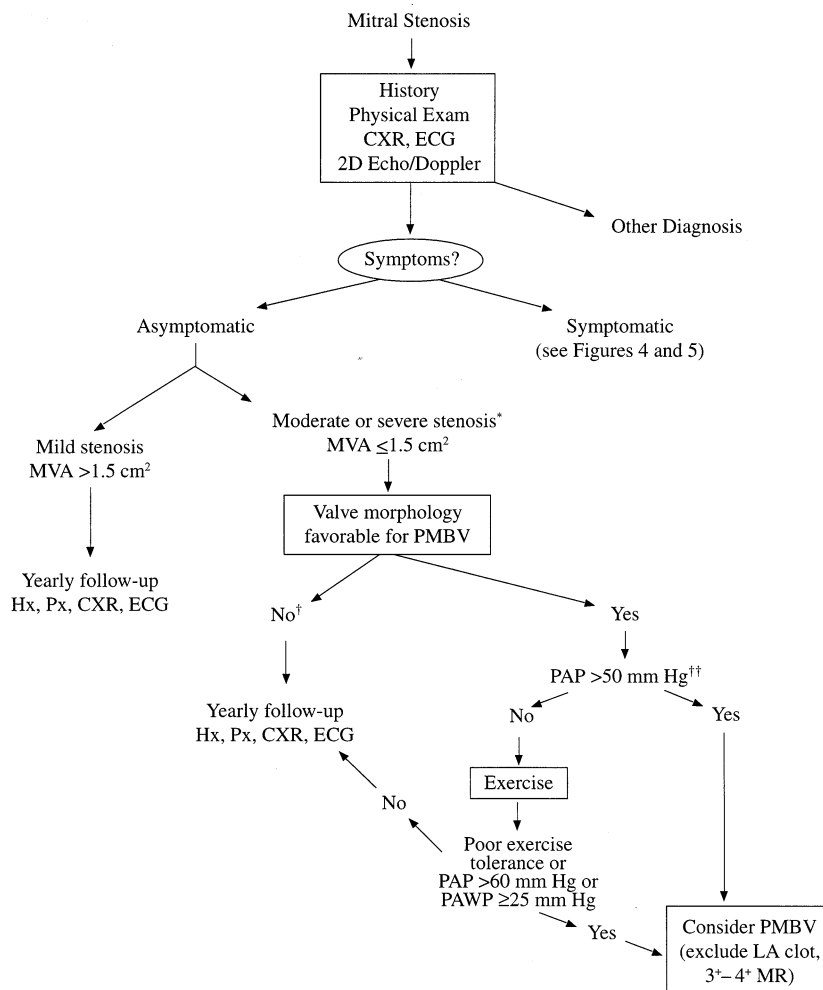 Mitral Stenosis
History
Physical Exam
CXR, ECG
2D Echo/Doppler
Other Diagnosis
Symptoms?
Asymptomatic
Symptomatic
(see Figures 4 and 5)
Mild stenosis
MVA >1.5 cm²
Moderate or severe stenosis*
MVA ≤1.5 cm²
Valve morphology
favorable for PMBV
Yearly follow-up
Hx, Px, CXR, ECG
No†
Yes
PAP >50 mm Hg††
Yearly follow-up
Hx, Px, CXR, ECG
No
Yes
Exercise
No
Poor exercise
tolerance or
PAP >60 mm Hg or
PAWP ≥25 mm Hg
Yes
Consider PMBV
(exclude LA clot,
3⁺– 4⁺ MR)